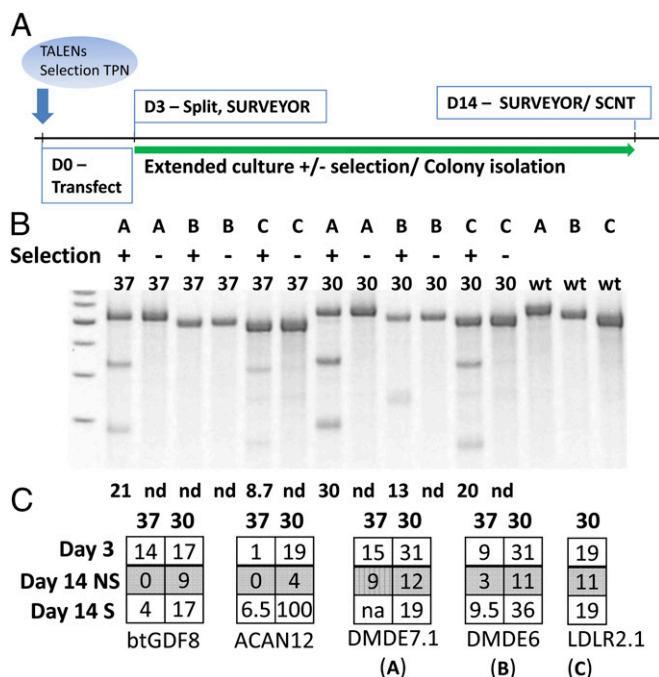 A
TALENs
Selection TPN
D3 – Split, SURVEYOR
D14 – SURVEYOR/ SCNT
D0 –
Transfect
Extended culture +/- selection/ Colony isolation
B
A A B B C C A A B B C C A B C
Selection + - + - + - + - + - + -
37 37 37 37 37 37 30 30 30 30 30 30 wt wt wt
21 nd nd nd 8.7 nd 30 nd 13 nd 20 nd
C
37 30 37 30 37 30 37 30 30
Day 3 14 17 1 19 15 31 9 31 19
Day 14 NS 0 9 0 4 9 12 3 11 11
Day 14 S 4 17 6.5 100 na 19 9.5 36 19
btGDF8 ACAN12 DMDE7.1 DMDE6 LDLR2.1
(A) (B) (C)